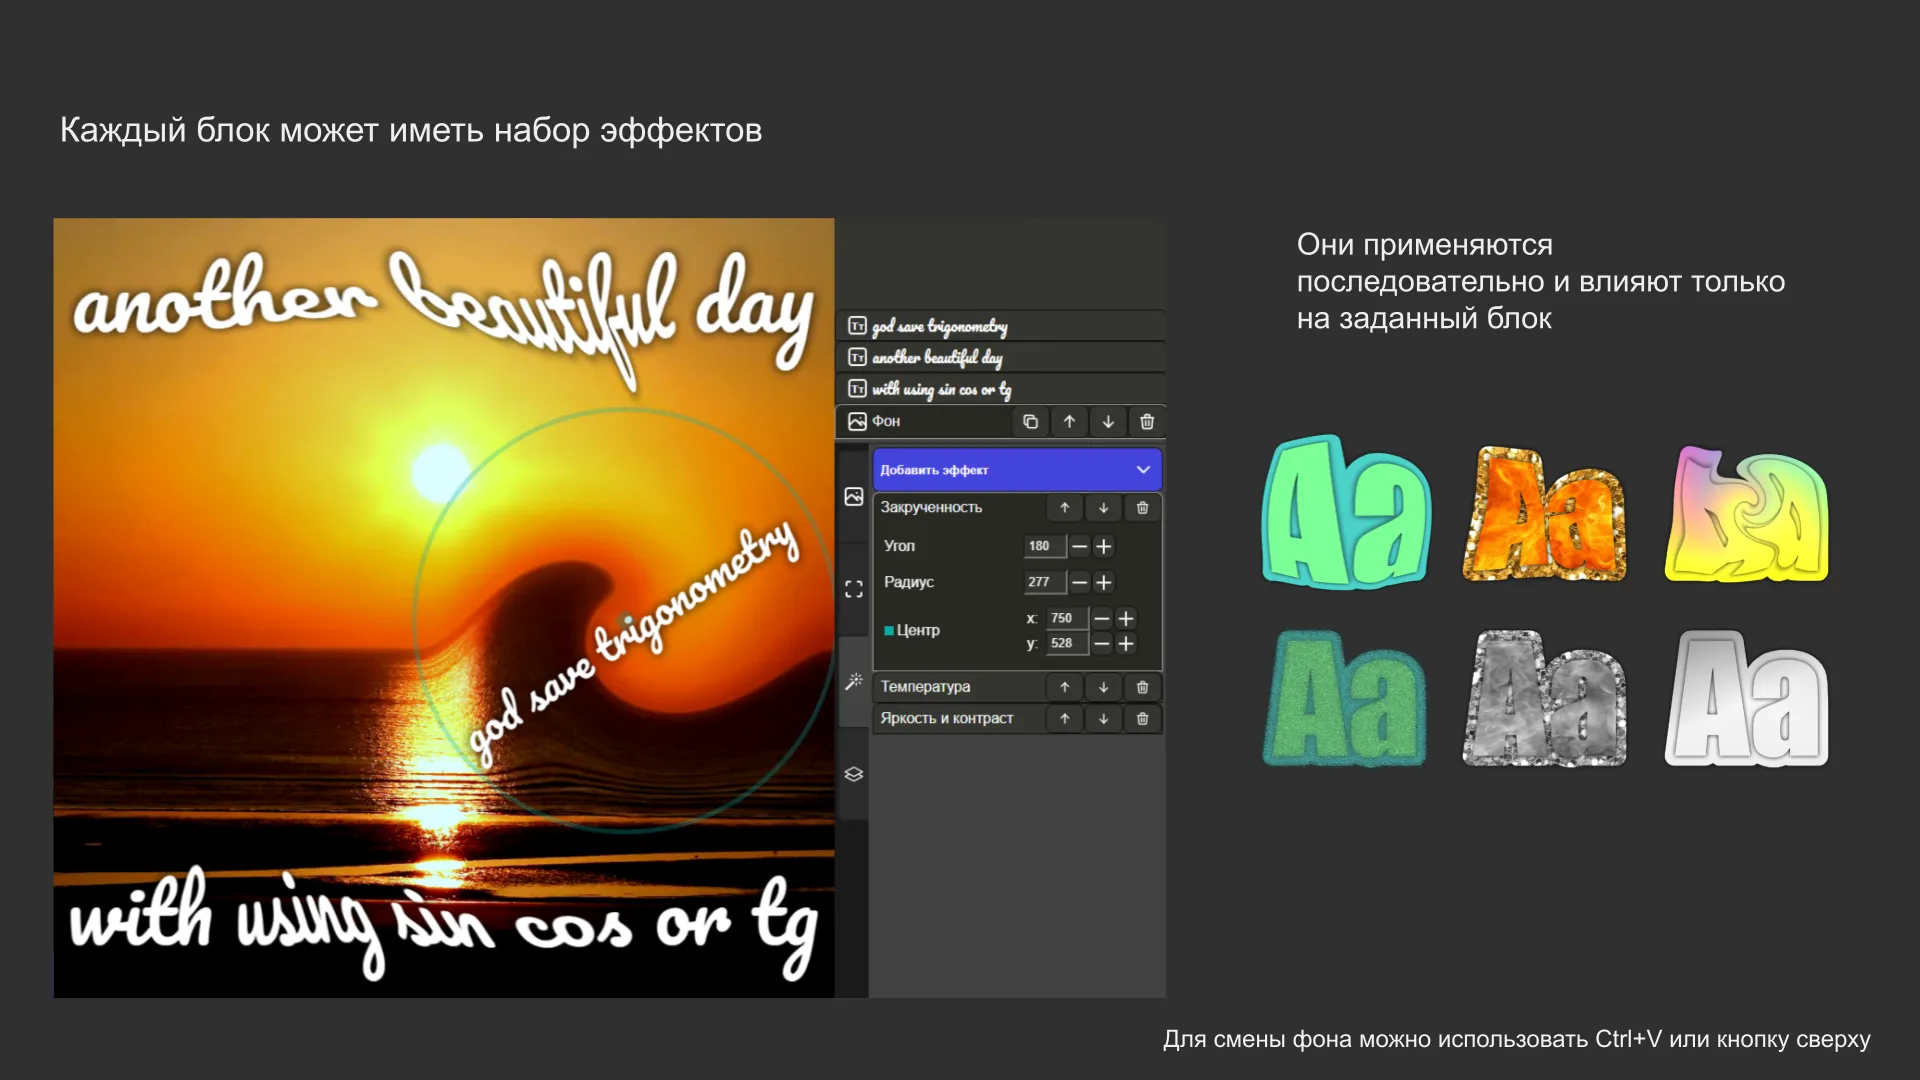 Каждый блок может иметь набор эффектов
another beautiful day
god save trigonometry
with using sin cos or tg
Tт god save trigonometry
Tт another beautiful day
Tт with using sin cos or tg
Фон
Добавить эффект
Закрученность
Угол 180
Радиус 277
Центр
x: 750
y: 528
Температура
Яркость и контраст
Они применяются
последовательно и влияют только
на заданный блок
Aa Aa Aa
Aa Aa Aa
Для смены фона можно использовать Ctrl+V или кнопку сверху